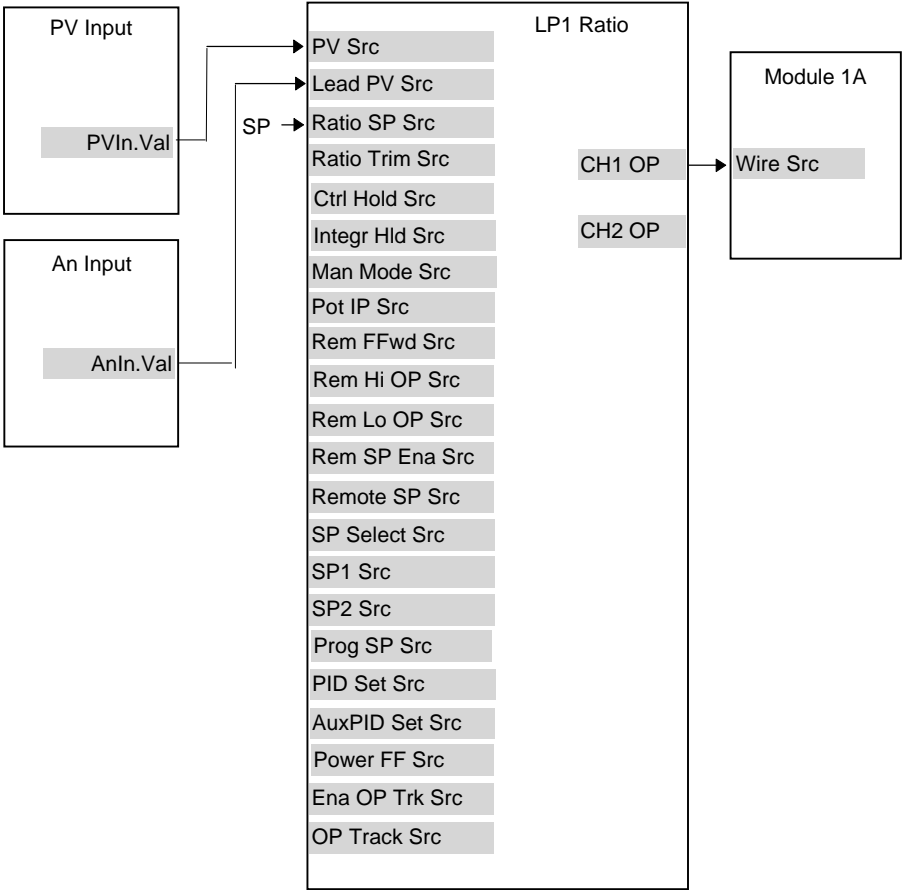 PV Input
PVIn.Val
An Input
AnIn.Val
SP
LP1 Ratio
PV Src
Lead PV Src
Ratio SP Src
Ratio Trim Src
Ctrl Hold Src
Integr Hld Src
Man Mode Src
Pot IP Src
Rem FFwd Src
Rem Hi OP Src
Rem Lo OP Src
Rem SP Ena Src
Remote SP Src
SP Select Src
SP1 Src
SP2 Src
Prog SP Src
PID Set Src
AuxPID Set Src
Power FF Src
Ena OP Trk Src
OP Track Src
CH1 OP
CH2 OP
Module 1A
Wire Src